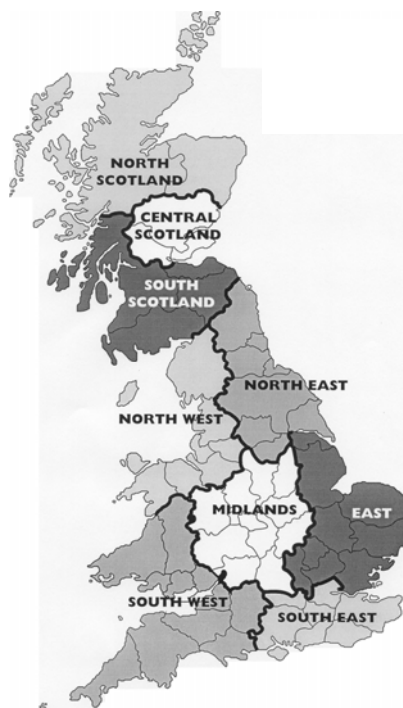 NORTH
SCOTLAND
CENTRAL
SCOTLAND
SOUTH
SCOTLAND
NORTH EAST
NORTH WEST
MIDLANDS
EAST
SOUTH WEST
SOUTH EAST